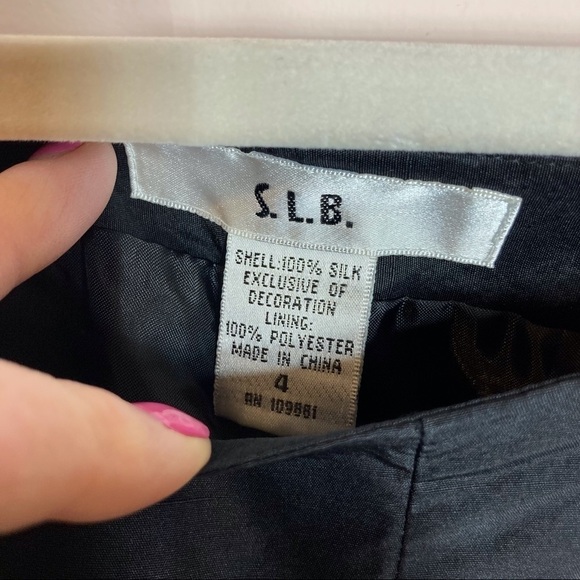 S.L.B.
SHELL:100% SILK
EXCLUSIVE OF
DECORATION
LINING:
100% POLYESTER
MADE IN CHINA
4
RN 109881